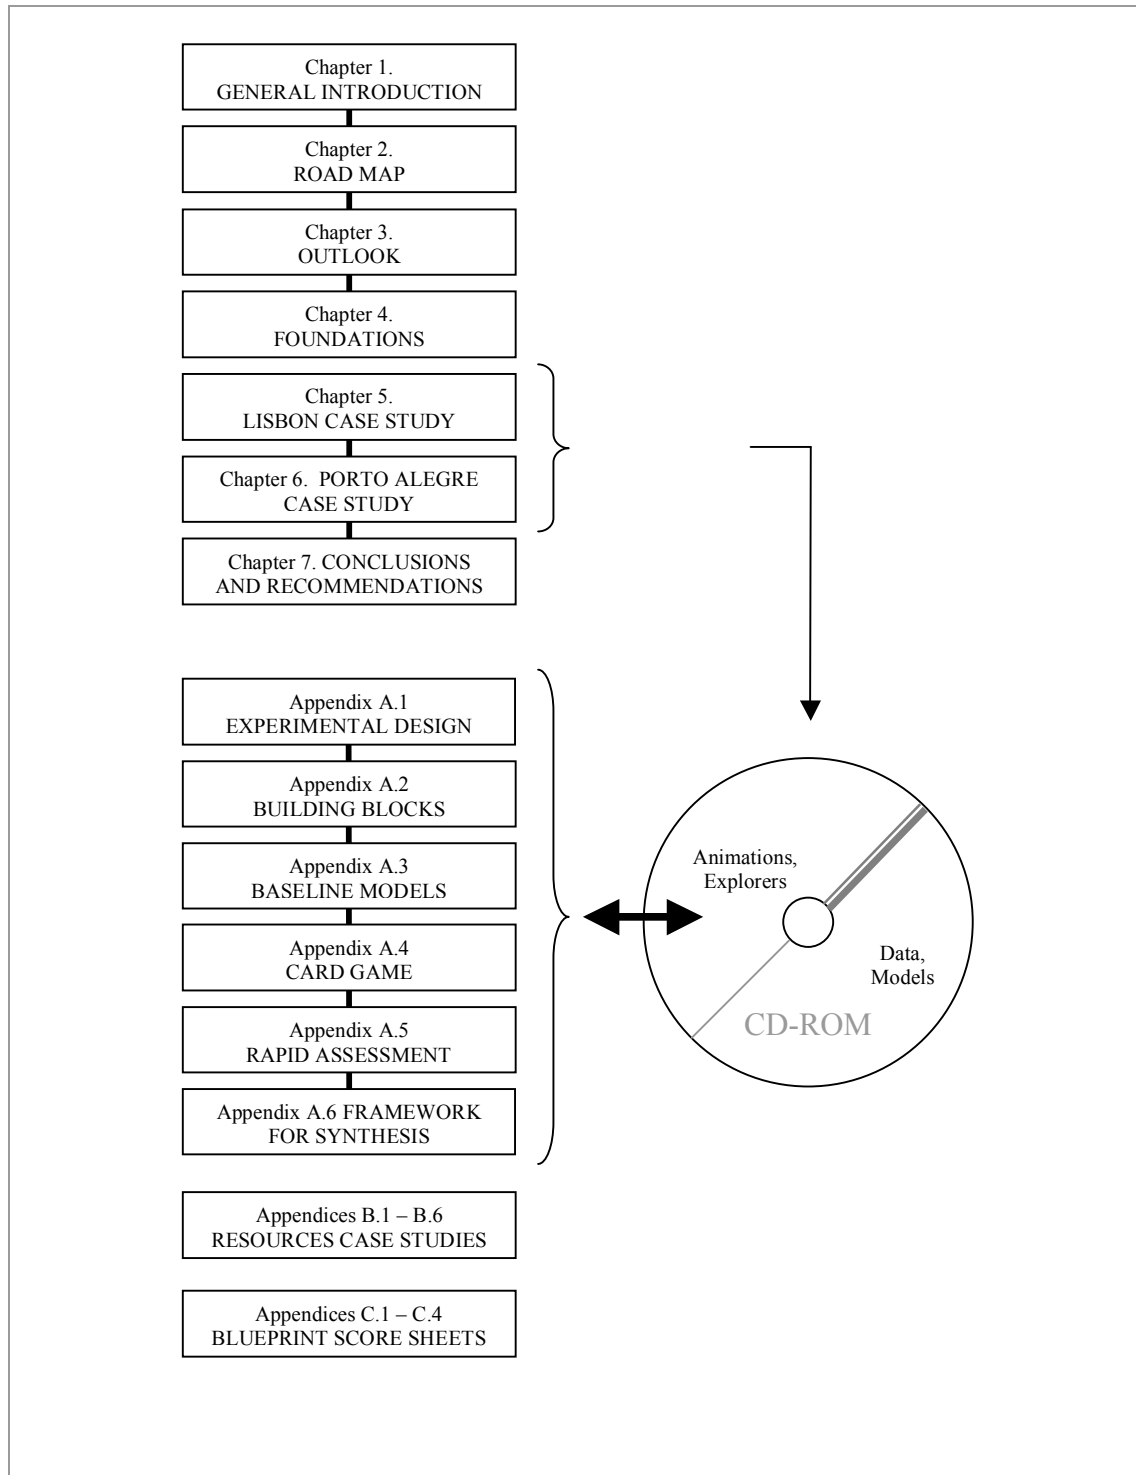 Chapter 1.
GENERAL INTRODUCTION
Chapter 2.
ROAD MAP
Chapter 3.
OUTLOOK
Chapter 4.
FOUNDATIONS
Chapter 5.
LISBON CASE STUDY
Chapter 6. PORTO ALEGRE
CASE STUDY
Chapter 7. CONCLUSIONS
AND RECOMMENDATIONS
Appendix A.1
EXPERIMENTAL DESIGN
Appendix A.2
BUILDING BLOCKS
Appendix A.3
BASELINE MODELS
Appendix A.4
CARD GAME
Appendix A.5
RAPID ASSESSMENT
Appendix A.6 FRAMEWORK
FOR SYNTHESIS
Appendices B.1 – B.6
RESOURCES CASE STUDIES
Appendices C.1 – C.4
BLUEPRINT SCORE SHEETS
Animations,
Explorers
Data,
Models
CD-ROM